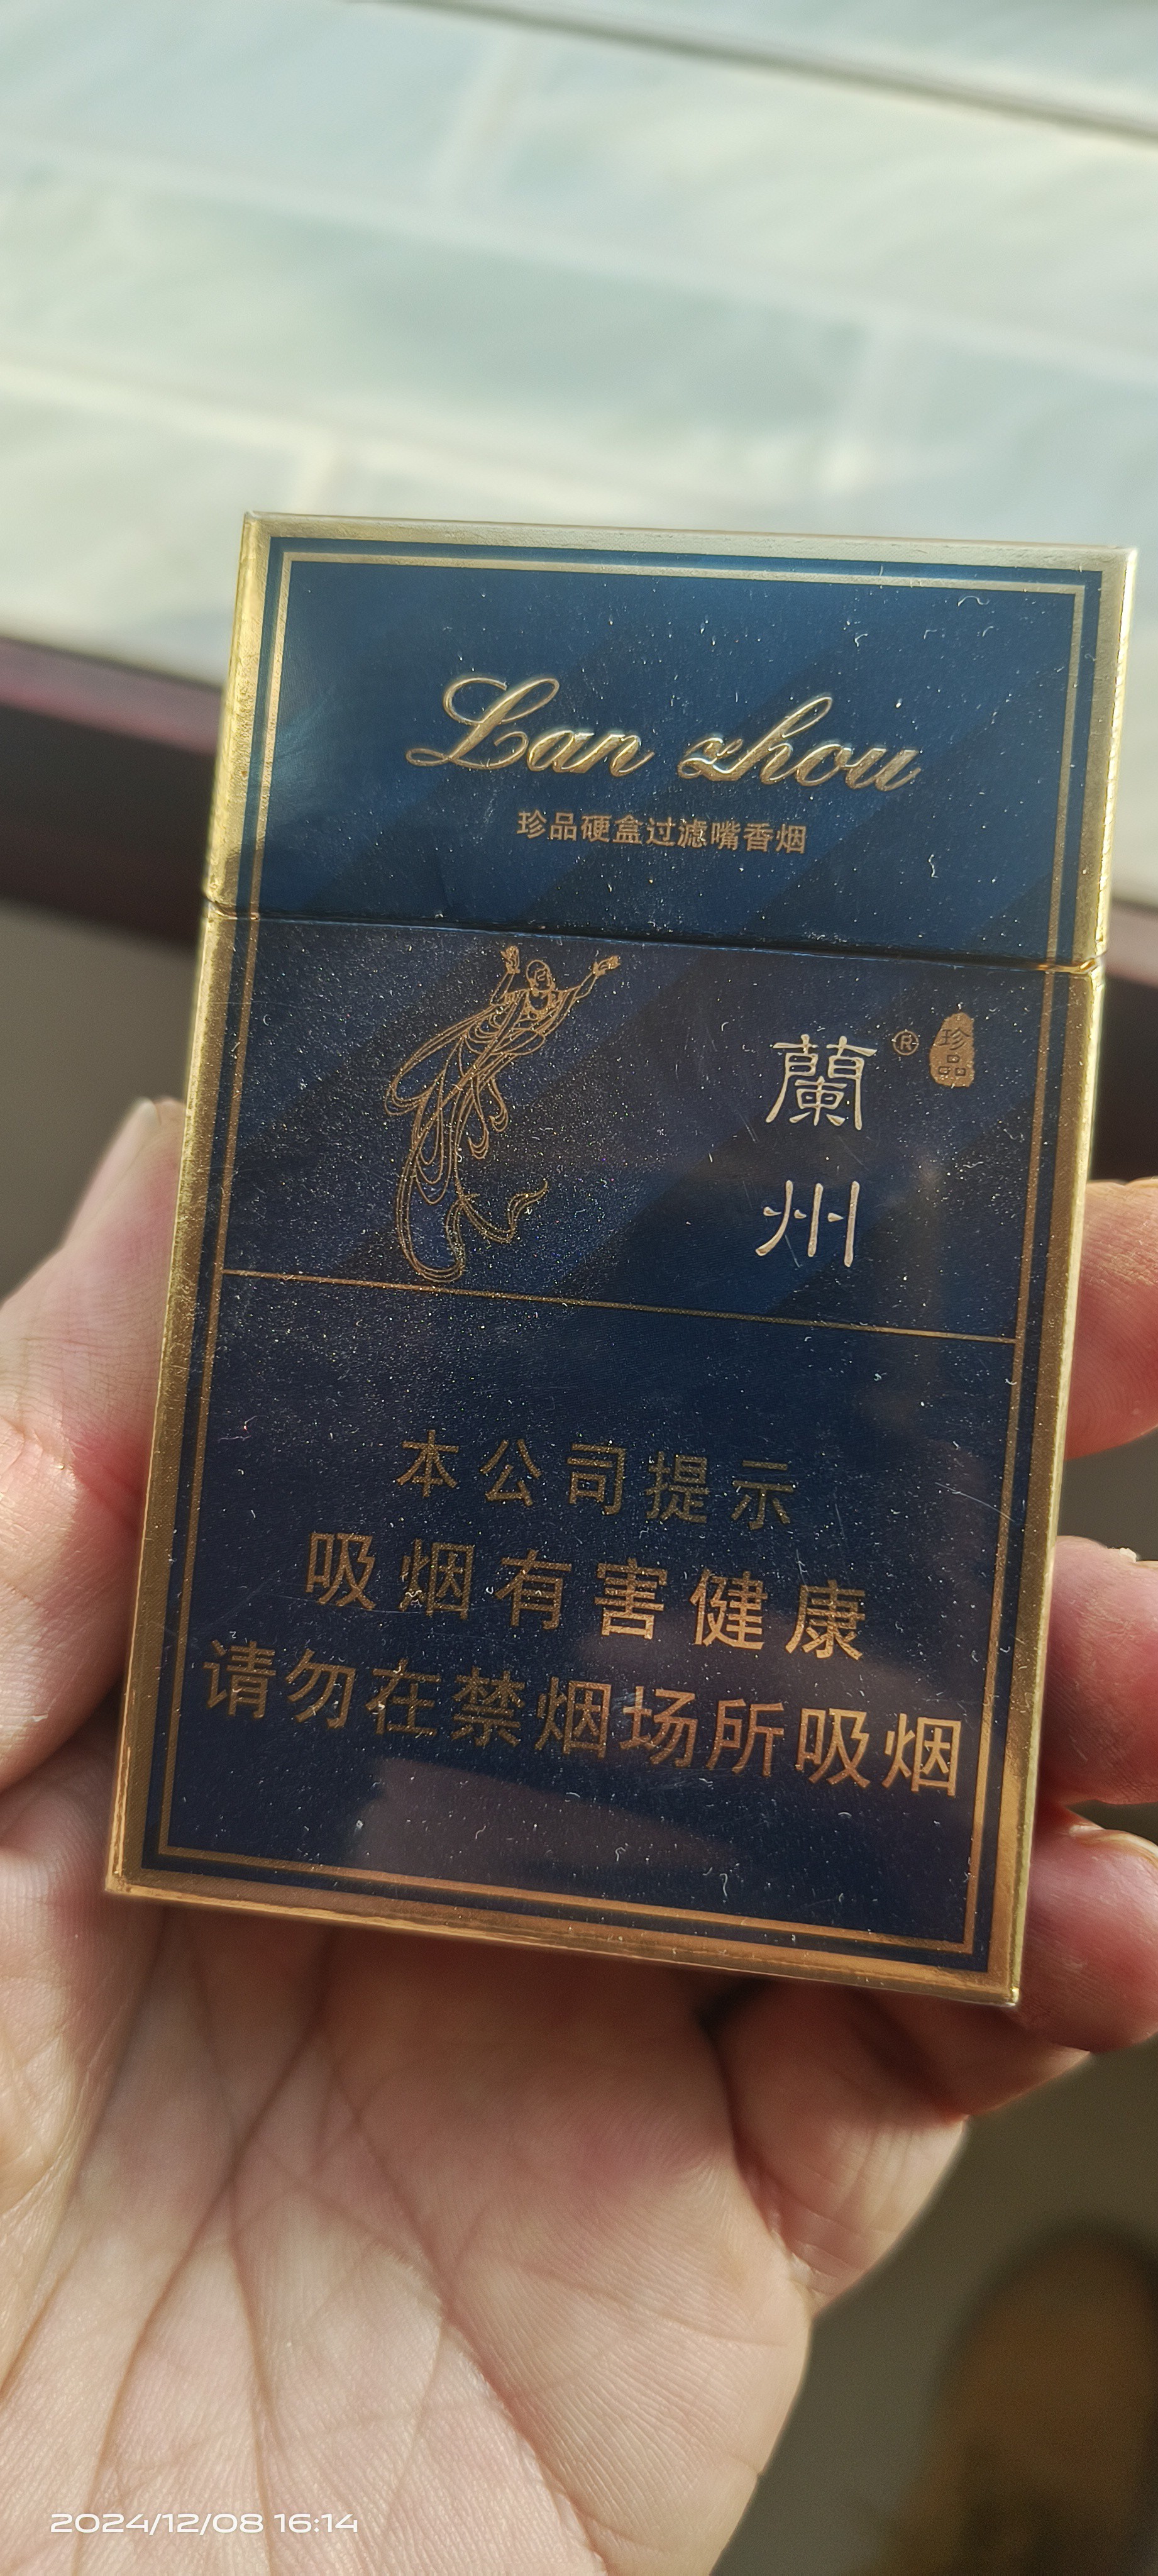 Lan zhou
珍品硬盒过滤嘴香烟
蘭州®
珍品
本公司提示
吸烟有害健康
请勿在禁烟场所吸烟
2024/12/08 16:14